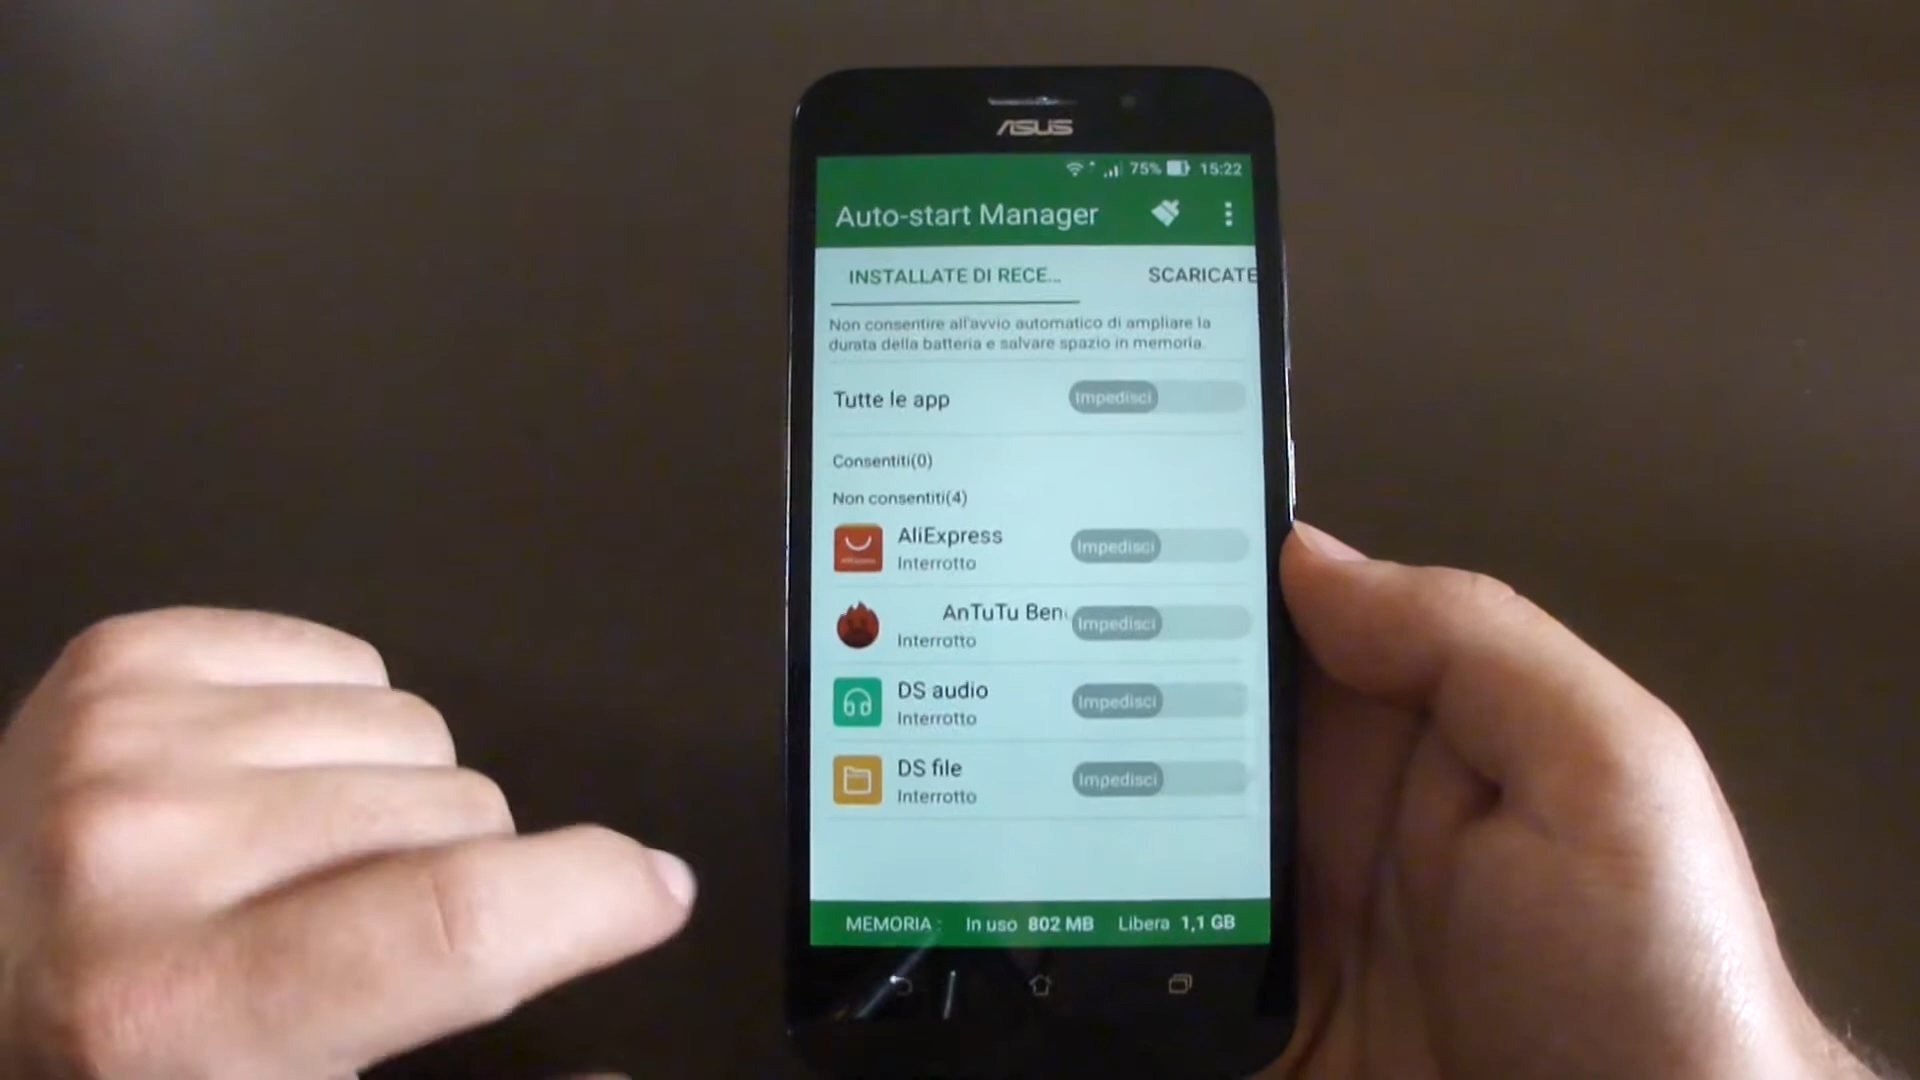 ASUS
75% 15:22
Auto-start Manager
INSTALLATE DI RECE... SCARICATE
Non consentire all'avvio automatico di ampliare la
durata della batteria e salvare spazio in memoria.
Tutte le app Impedisci
Consentiti(0)
Non consentiti(4)
AliExpress Impedisci
Interrotto
AnTuTu Ben Impedisci
Interrotto
DS audio Impedisci
Interrotto
DS file Impedisci
Interrotto
MEMORIA : In uso 802 MB Libera 1,1 GB